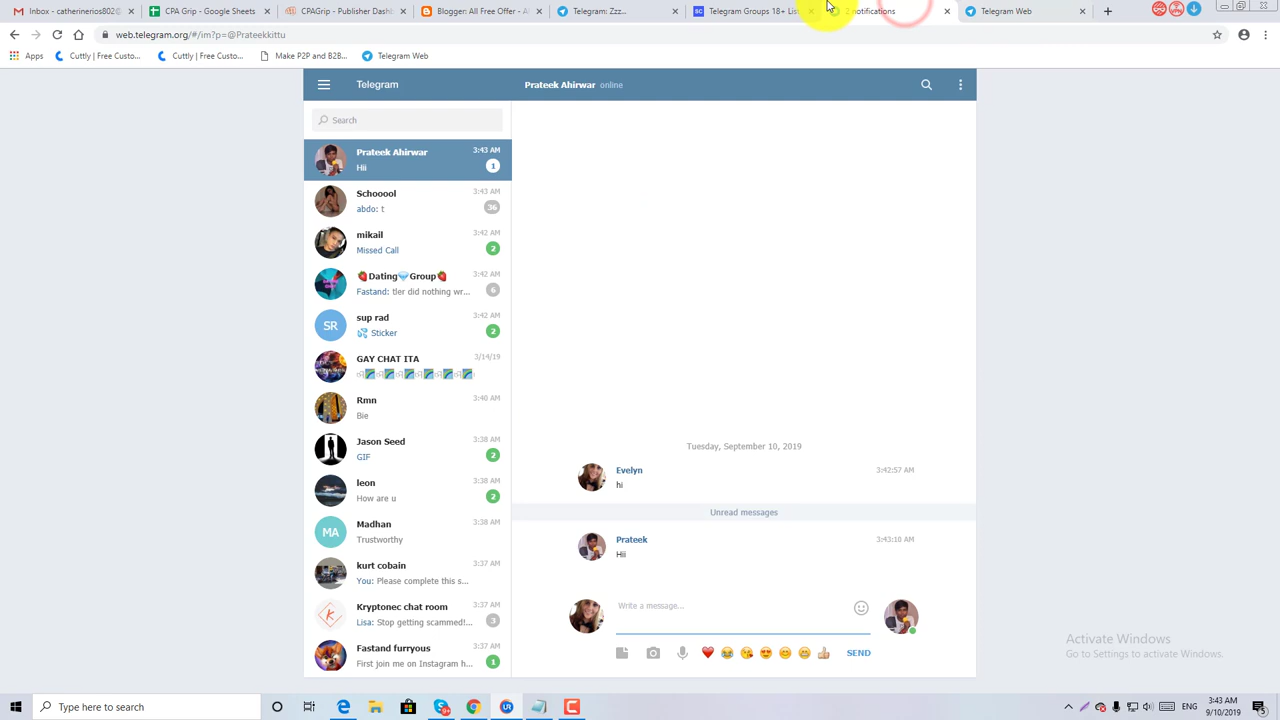 Inbox (2) - catherinerios802@
CPA Grip - Google Sheets
CPAGrip
Telegram Web
Telegram Groups 18+ Lis
2 notifications
Telegram Web
web.telegram.org/#/im?p=@Prateekkittu
Apps
Cuttly | Free Custo...
Cuttly | Free Custo...
Make P2P and B2B...
Telegram Web
Telegram
Prateek Ahirwar online
Search
Prateek Ahirwar 3:43 AM
Hii 1
Schooool 3:43 AM
abdo: t 36
mikail 3:42 AM
Missed Call 2
🍓Dating🍚Group🍓 3:42 AM
Fastand: tler did nothing wr... 6
SR
sup rad 3:42 AM
💦 Sticker 2
GAY CHAT ITA 3/14/19
Rmn 3:40 AM
Bie
Jason Seed 3:38 AM
GIF 2
leon 3:38 AM
How are u 2
MA
Madhan 3:38 AM
Trustworthy
kurt cobain 3:37 AM
You: Please complete this s...
Kryptonec chat room 3:37 AM
Lisa: Stop getting scammed!... 3
Fastand furryous 3:37 AM
First join me on Instagram h... 1
Tuesday, September 10, 2019
Evelyn 3:42:57 AM
hi
Unread messages
Prateek 3:43:18 AM
Hii
Write a message...
SEND
Activate Windows
Go to Settings to activate Windows.
Type here to search
ENG
3:43 AM
9/10/2019